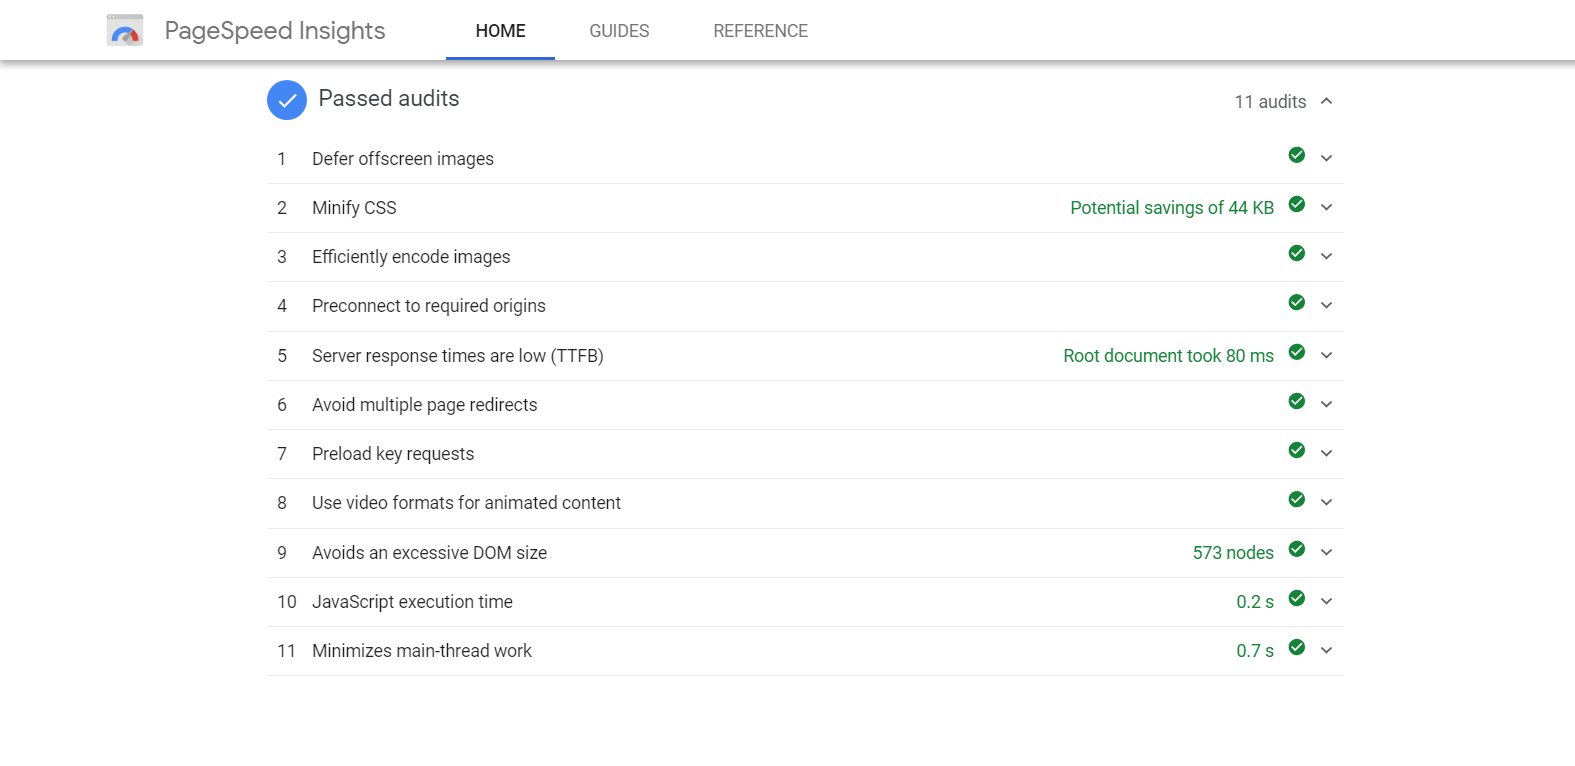 PageSpeed Insights HOME GUIDES REFERENCE
Passed audits 11 audits
1 Defer offscreen images
2 Minify CSS Potential savings of 44 KB
3 Efficiently encode images
4 Preconnect to required origins
5 Server response times are low (TTFB) Root document took 80 ms
6 Avoid multiple page redirects
7 Preload key requests
8 Use video formats for animated content
9 Avoids an excessive DOM size 573 nodes
10 JavaScript execution time 0.2 s
11 Minimizes main-thread work 0.7 s